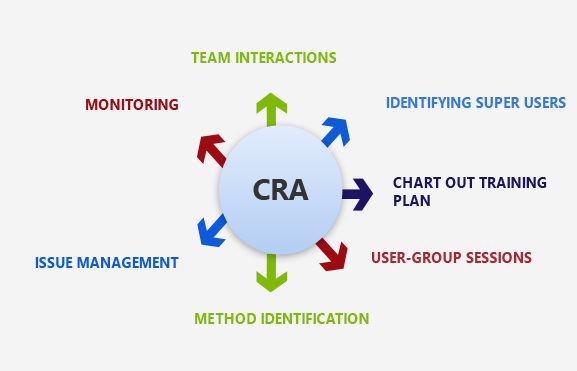 TEAM INTERACTIONS
MONITORING
IDENTIFYING SUPER USERS
CRA
CHART OUT TRAINING
PLAN
ISSUE MANAGEMENT
USER-GROUP SESSIONS
METHOD IDENTIFICATION